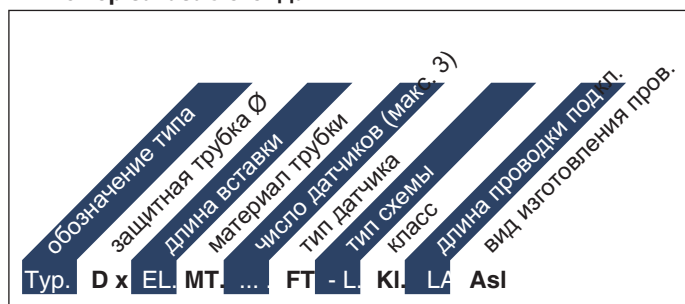 обозначение типа
защитная трубка Ø
длина вставки
материал трубки
число датчиков (макс. 3)
тип датчика
тип схемы
класс
длина проводки подкл.
вид изготовления пров.
Typ. D x EL. MT. ... . FT - L. Kl. LA Asl